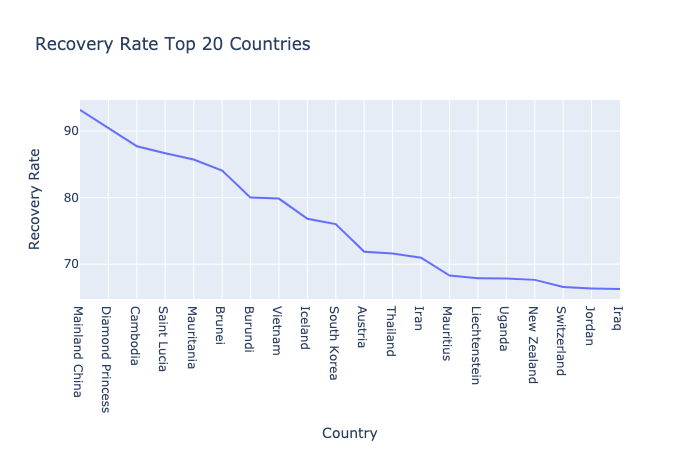 Recovery Rate Top 20 Countries
90
80
70
Recovery Rate
Mainland China
Diamond Princess
Cambodia
Saint Lucia
Mauritania
Brunei
Burundi
Vietnam
Iceland
South Korea
Austria
Thailand
Iran
Mauritius
Liechtenstein
Uganda
New Zealand
Switzerland
Jordan
Iraq
Country